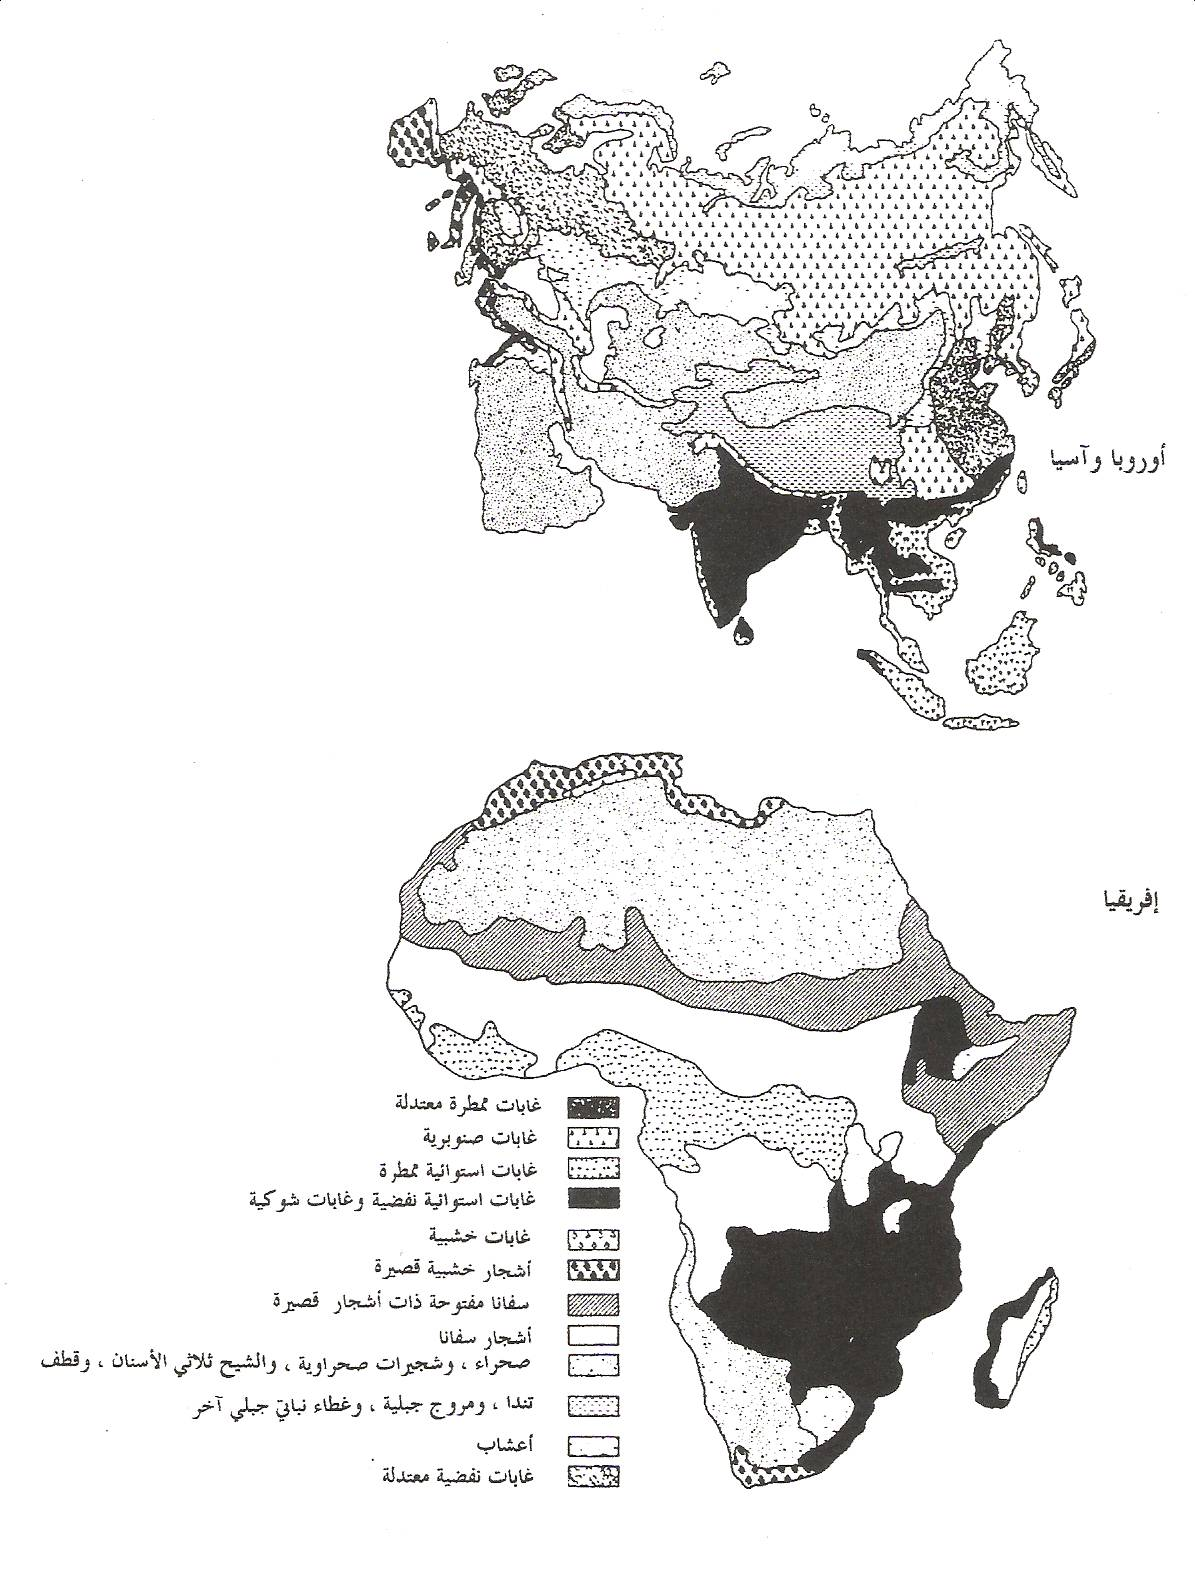 أوروبا وآسيا
إفريقيا
غابات ممطرة معتدلة
غابات صنوبرية
غابات استوائية ممطرة
غابات استوائية نفضية وغابات شوكية
غابات خشبية
أشجار خشبية قصيرة
سفانا مفتوحة ذات أشجار قصيرة
أشجار سفانا
صحراء ، وشجيرات صحراوية ، والشيح ثلاثي الأسنان ، وقطف
تندا ، ومروج جبلية ، وغطاء نباتي جبلي آخر
أعشاب
غابات نفضية معتدلة